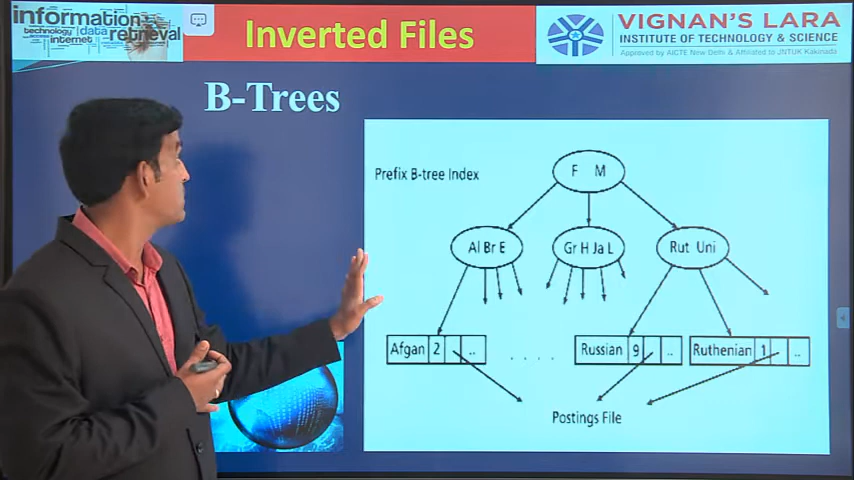 information
technology data
internet retrieval
Inverted Files
VIGNAN'S LARA
INSTITUTE OF TECHNOLOGY & SCIENCE
Approved by AICTE New Delhi & Affiliated to JNTUK Kakinada
B-Trees
Prefix B-tree Index
F M
Al Br E
Gr H Ja L
Rut Uni
Afgan 2 ..
. . . . .
Russian 9 ..
Ruthenian 1 ..
Postings File